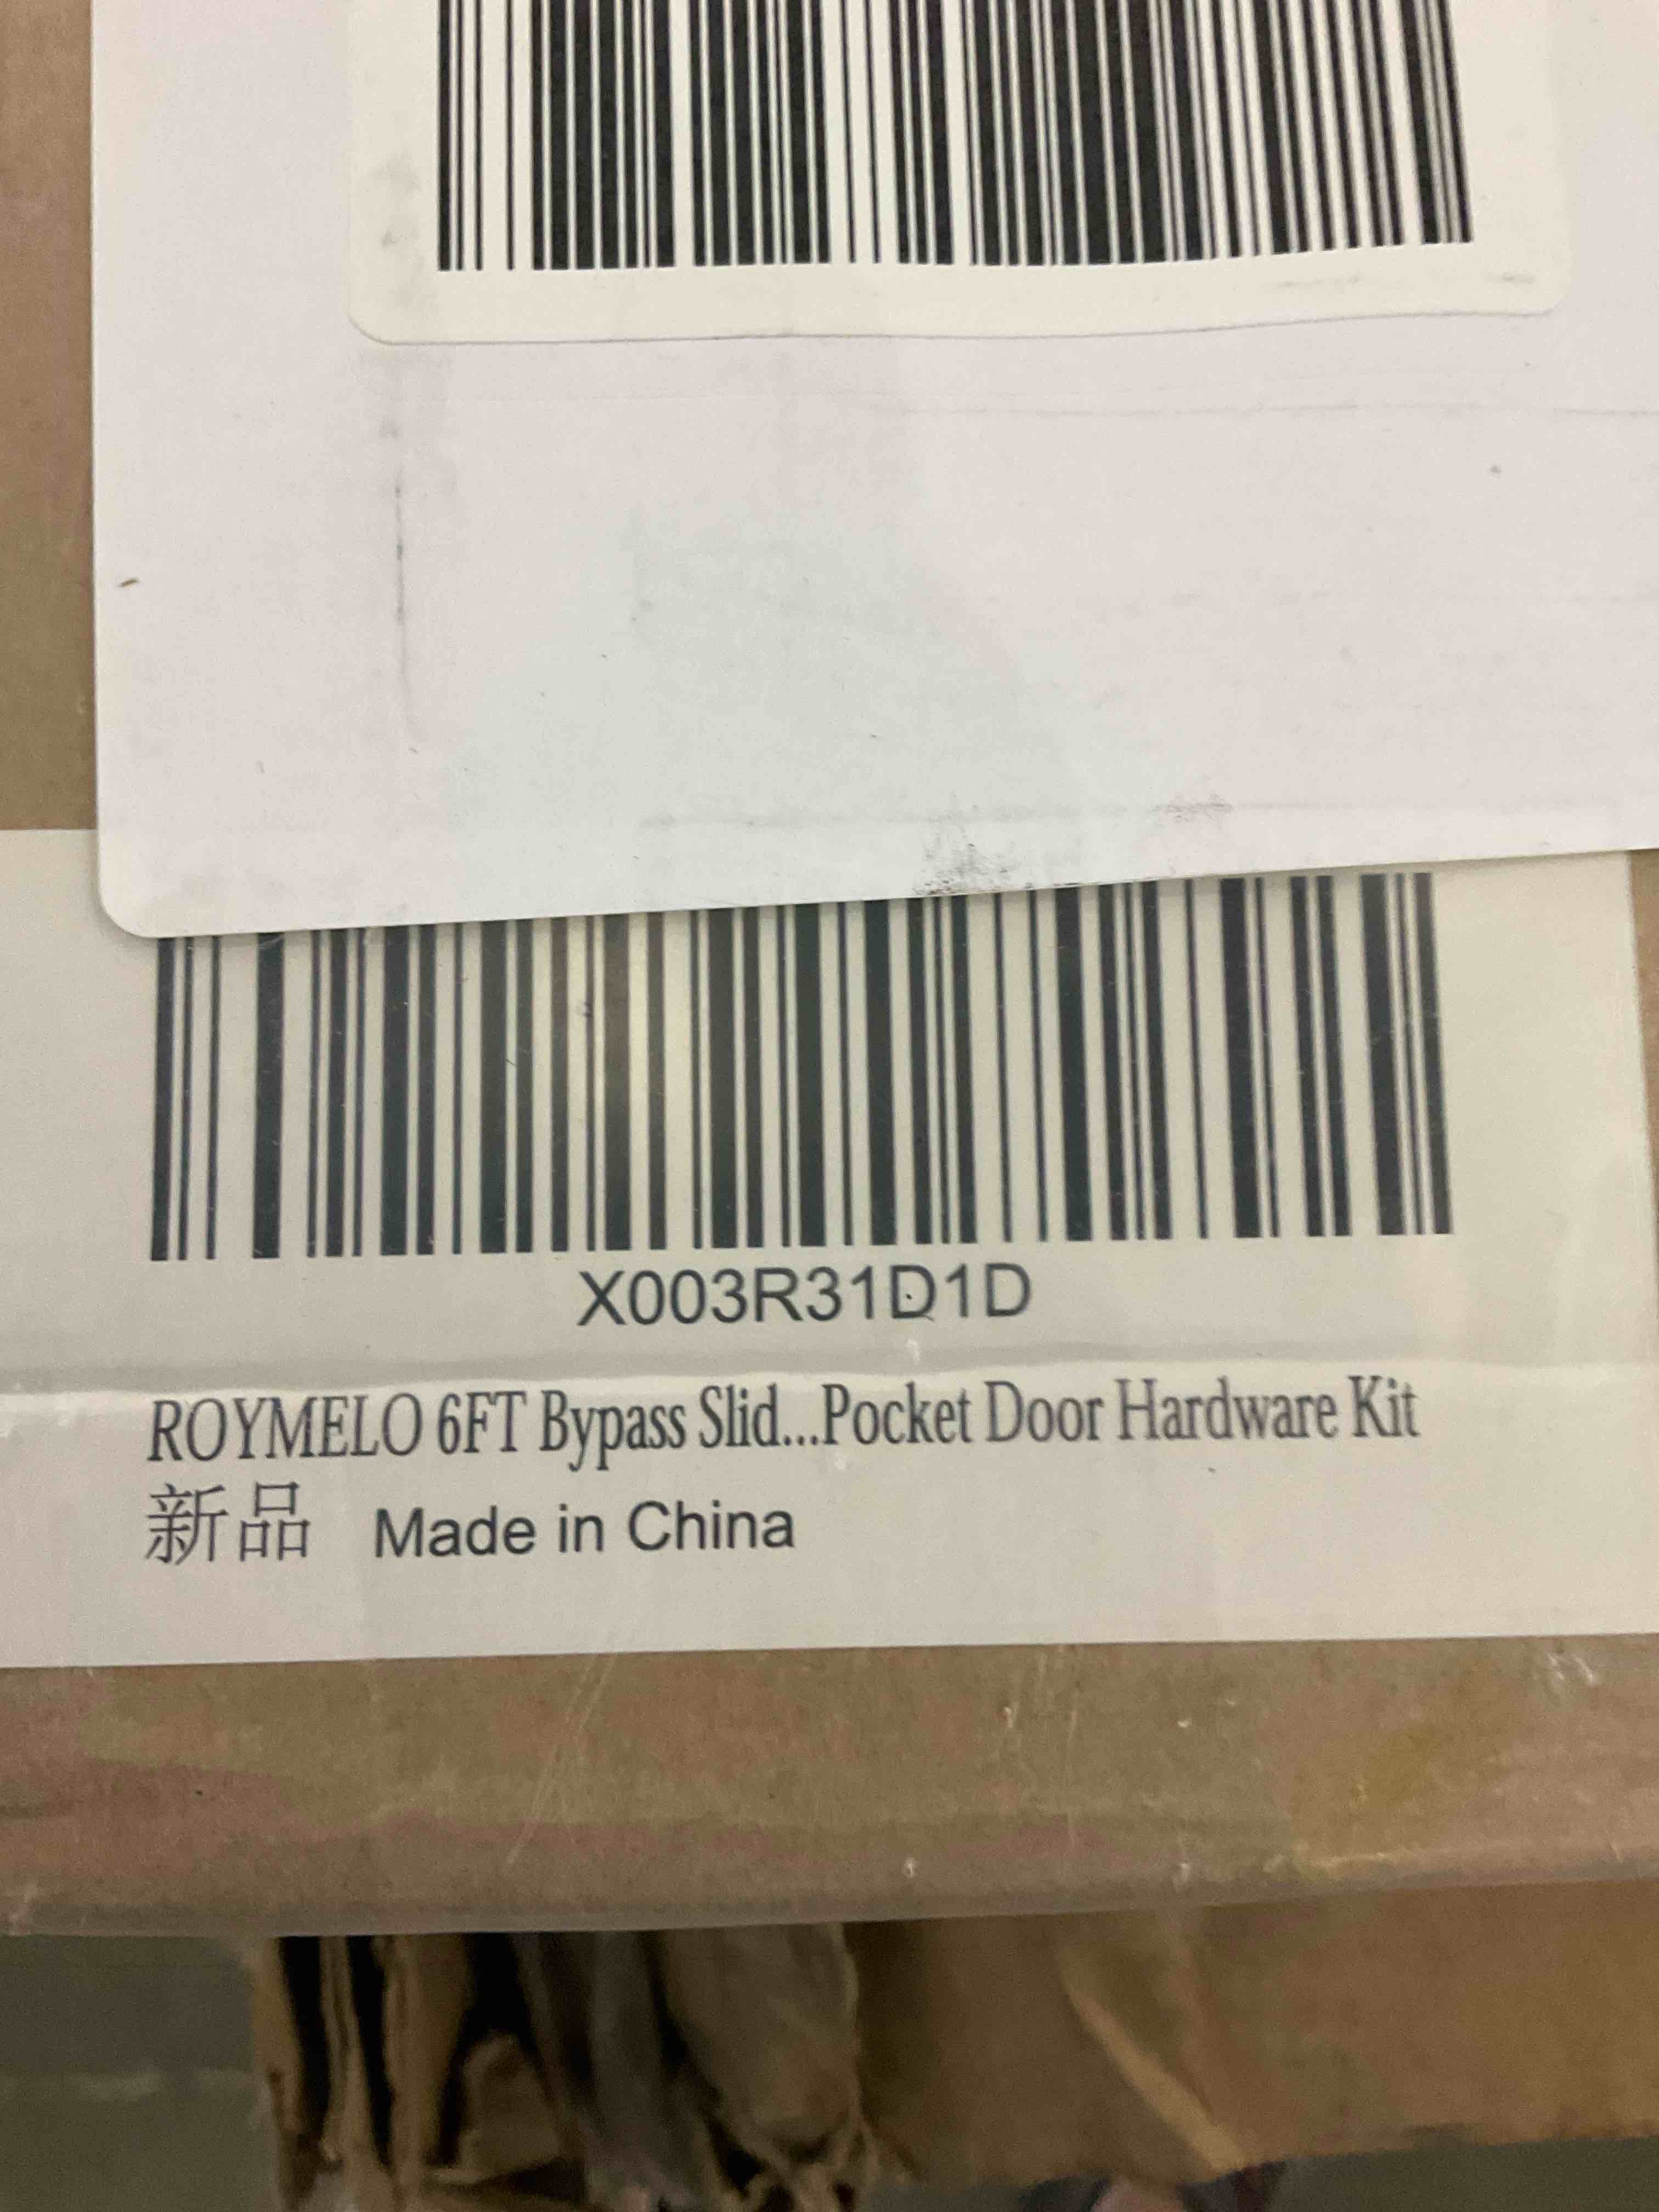 X003R31D1D
ROYMELO 6FT Bypass Slid...Pocket Door Hardware Kit
新品 Made in China